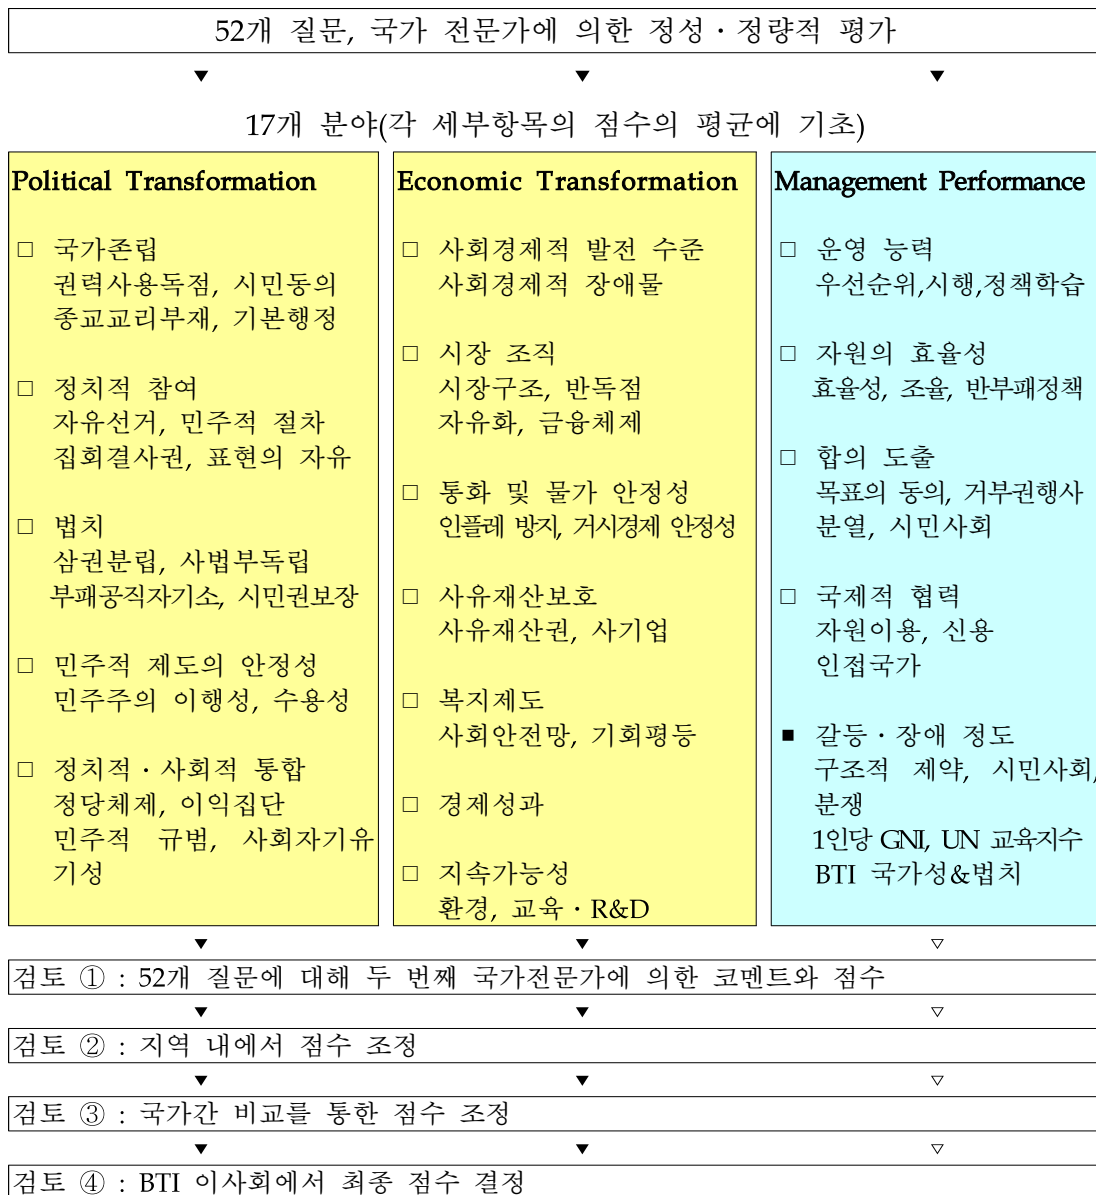 52개 질문, 국가 전문가에 의한 정성·정량적 평가
▼ ▼ ▼
17개 분야(각 세부항목의 점수의 평균에 기초)
Political Transformation
□ 국가존립
권력사용독점, 시민동의
종교교리부재, 기본행정
□ 정치적 참여
자유선거, 민주적 절차
집회결사권, 표현의 자유
□ 법치
삼권분립, 사법부독립
부패공직자기소, 시민권보장
□ 민주적 제도의 안정성
민주주의 이행성, 수용성
□ 정치적·사회적 통합
정당체제, 이익집단
민주적 규범, 사회자기유
기성
Economic Transformation
□ 사회경제적 발전 수준
사회경제적 장애물
□ 시장 조직
시장구조, 반독점
자유화, 금융체제
□ 통화 및 물가 안정성
인플레 방지, 거시경제 안정성
□ 사유재산보호
사유재산권, 사기업
□ 복지제도
사회안전망, 기회평등
□ 경제성과
□ 지속가능성
환경, 교육·R&D
Management Performance
□ 운영 능력
우선순위,시행,정책학습
□ 자원의 효율성
효율성, 조율, 반부패정책
□ 합의 도출
목표의 동의, 거부권행사
분열, 시민사회
□ 국제적 협력
자원이용, 신용
인접국가
■ 갈등·장애 정도
구조적 제약, 시민사회,
분쟁
1인당 GNI, UN 교육지수
BTI 국가성&법치
▼ ▼ ▽
검토 ① : 52개 질문에 대해 두 번째 국가전문가에 의한 코멘트와 점수
▼ ▼ ▽
검토 ② : 지역 내에서 점수 조정
▼ ▼ ▽
검토 ③ : 국가간 비교를 통한 점수 조정
▼ ▼ ▽
검토 ④ : BTI 이사회에서 최종 점수 결정